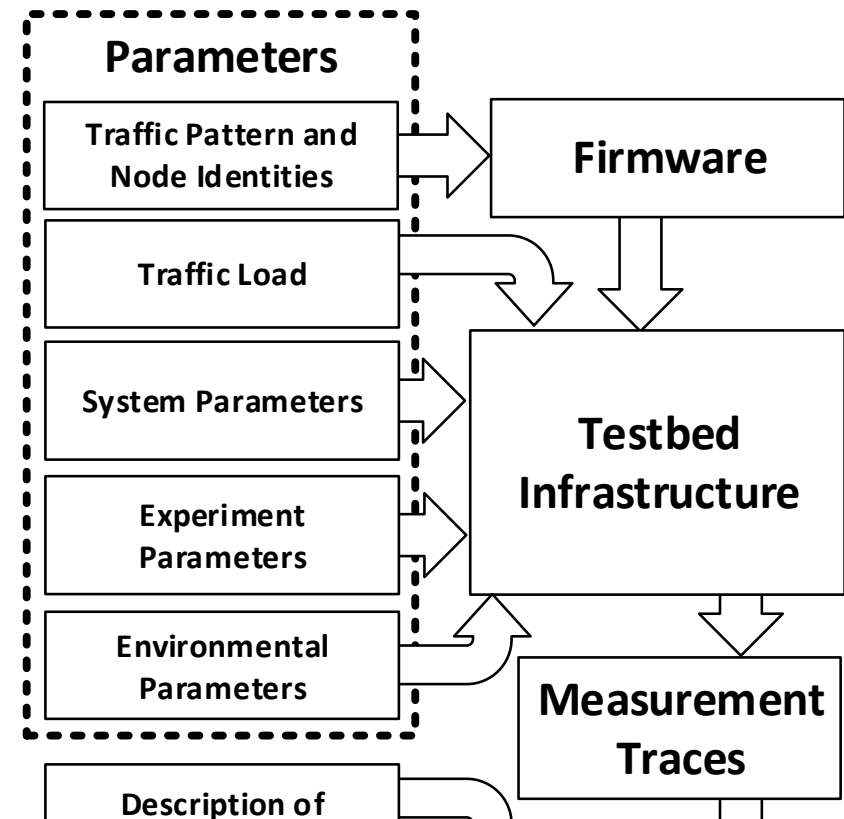 Parameters
Traffic Pattern and
Node Identities
Firmware
Traffic Load
System Parameters
Testbed
Infrastructure
Experiment
Parameters
Environmental
Parameters
Measurement
Traces
Description of